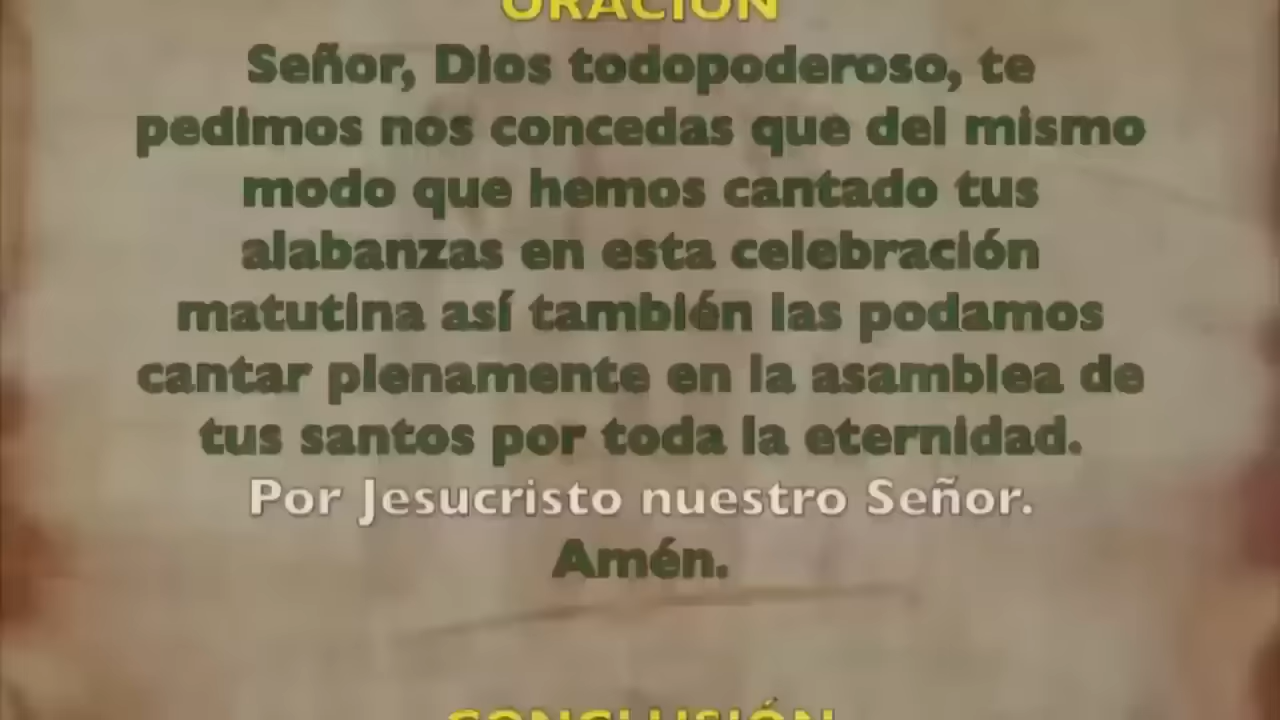 ORACIÓN
Señor, Dios todopoderoso, te
pedimos nos concedas que del mismo
modo que hemos cantado tus
alabanzas en esta celebración
matutina así también las podamos
cantar plenamente en la asamblea de
tus santos por toda la eternidad.
Por Jesucristo nuestro Señor.
Amén.
CONCLUSIÓN